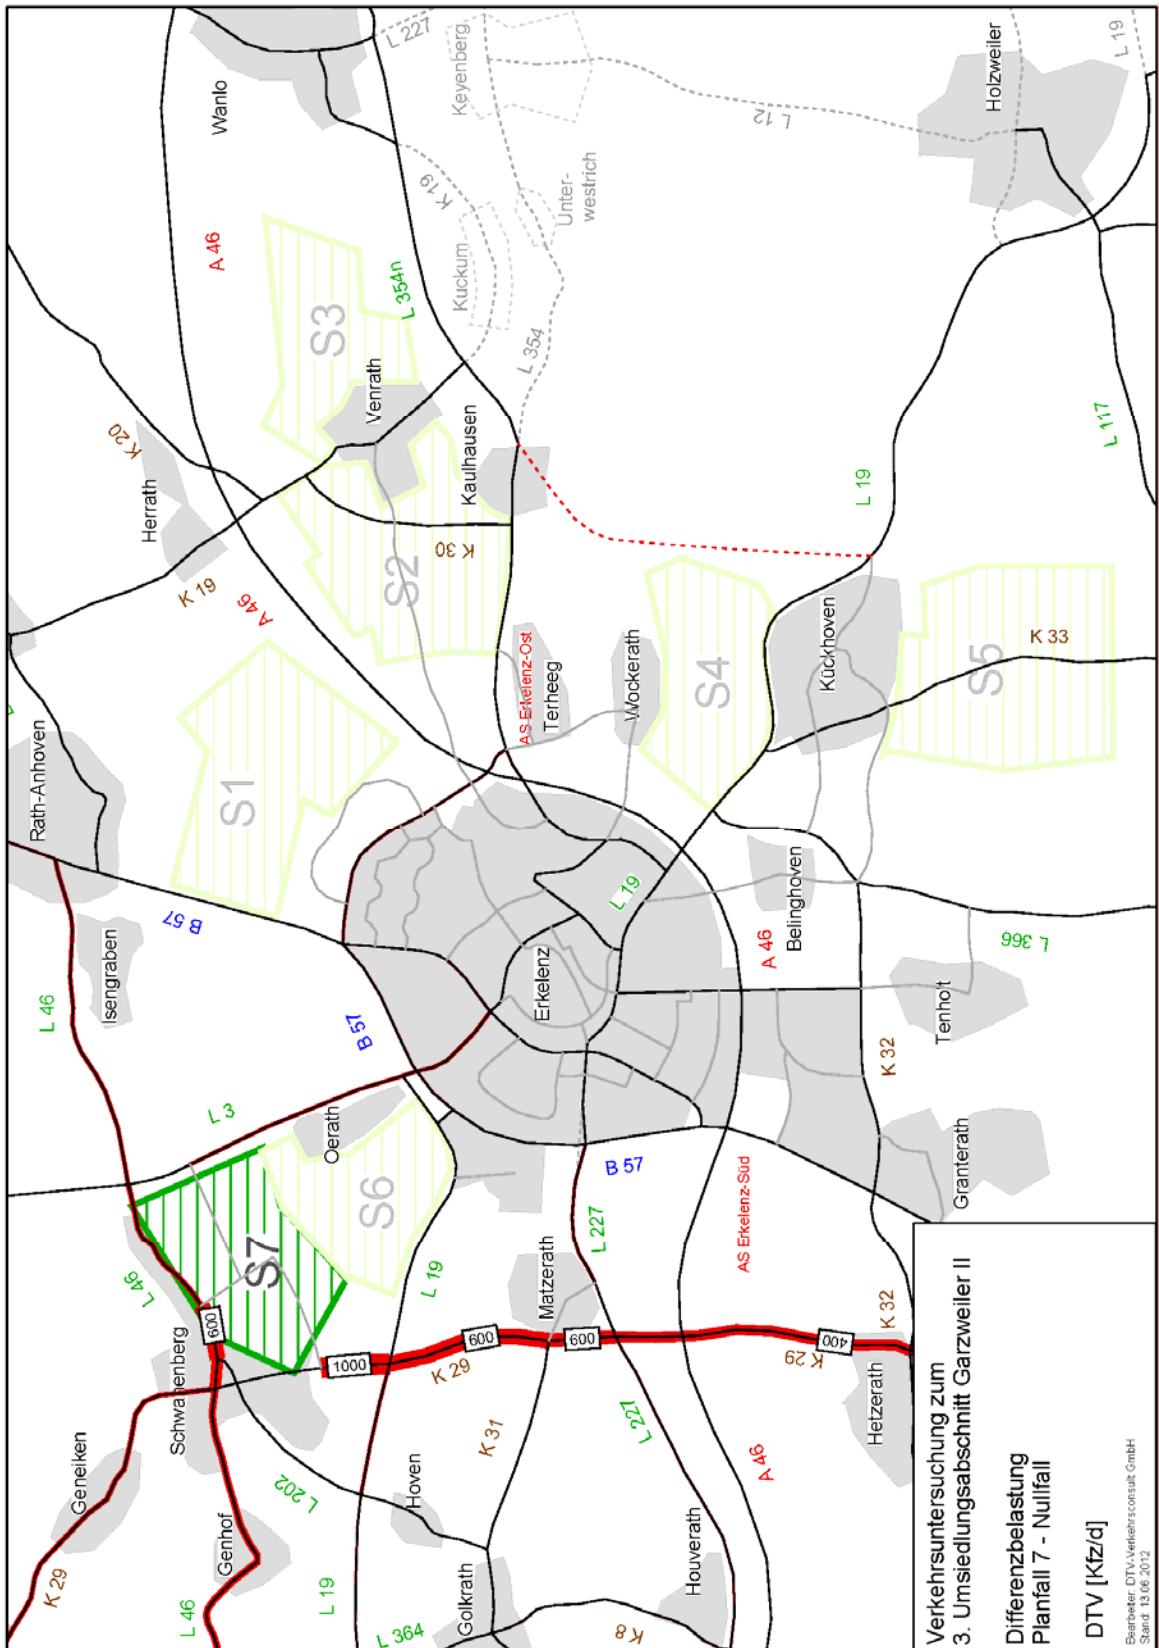 L 227
Wanlo
Keyenberg
Holzweiler
L 19
L 12
K 19
Unter-
westrich
A 46
Kuckum
L 354n
S3
L 354
Venrath
K 20
Herrath
Kaulhausen
L 117
L 19
K 30
S2
K 19
A 46
AS Erkelenz-Ost
Terheeg
Wockerath
S4
Kückhoven
K 33
S5
Rath-Anhoven
S1
B 57
L 19
Belinghoven
A 46
L 366
Isengraben
L 46
Erkelenz
B 57
Tenholt
K 32
L 3
Oerath
S6
B 57
Granterath
AS Erkelenz-Süd
L 227
L 19
Matzerath
S7
L 46
600
Schwanenberg
1000
600
600
400
K 29
K 29
K 32
Hetzerath
Geneiken
K 31
L 227
A 46
L 202
Hoven
Genhof
K 29
L 46
L 19
L 364
Golkrath
K 8
Houverath
Verkehrsuntersuchung zum
3. Umsiedlungsabschnitt Garzweiler II
Differenzbelastung
Planfall 7 - Nullfall
DTV [Kfz/d]
Bearbeiter: DTV-Verkehrsconsult GmbH
Stand: 13.06.2012